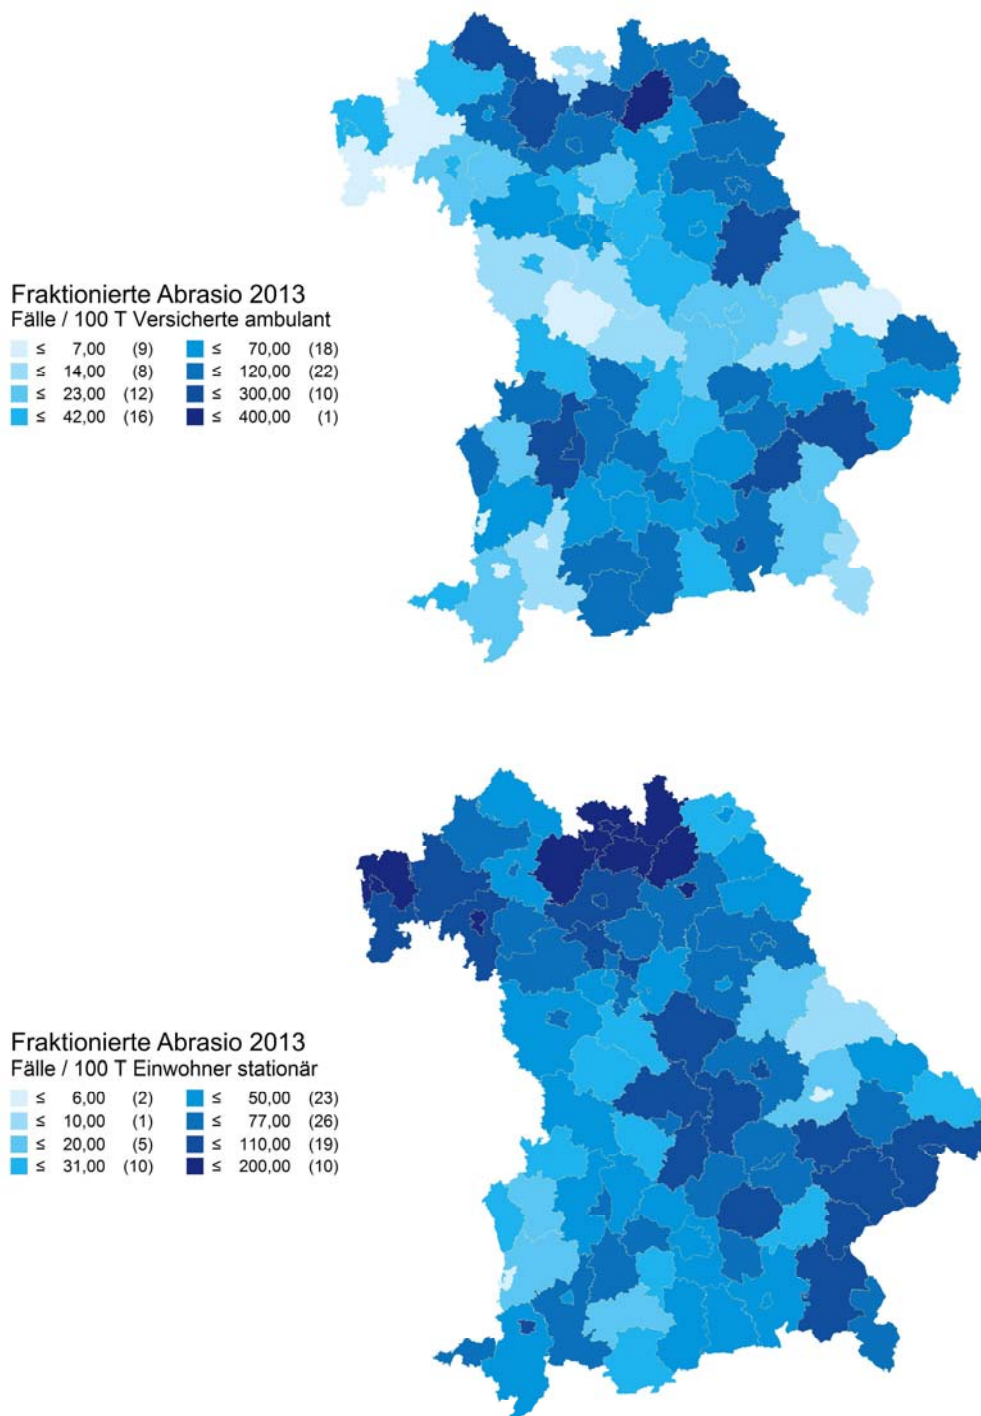 Fraktionierte Abrasio 2013
Fälle / 100 T Versicherte ambulant
≤ 7,00 (9) ≤ 70,00 (18)
≤ 14,00 (8) ≤ 120,00 (22)
≤ 23,00 (12) ≤ 300,00 (10)
≤ 42,00 (16) ≤ 400,00 (1)
Fraktionierte Abrasio 2013
Fälle / 100 T Einwohner stationär
≤ 6,00 (2) ≤ 50,00 (23)
≤ 10,00 (1) ≤ 77,00 (26)
≤ 20,00 (5) ≤ 110,00 (19)
≤ 31,00 (10) ≤ 200,00 (10)